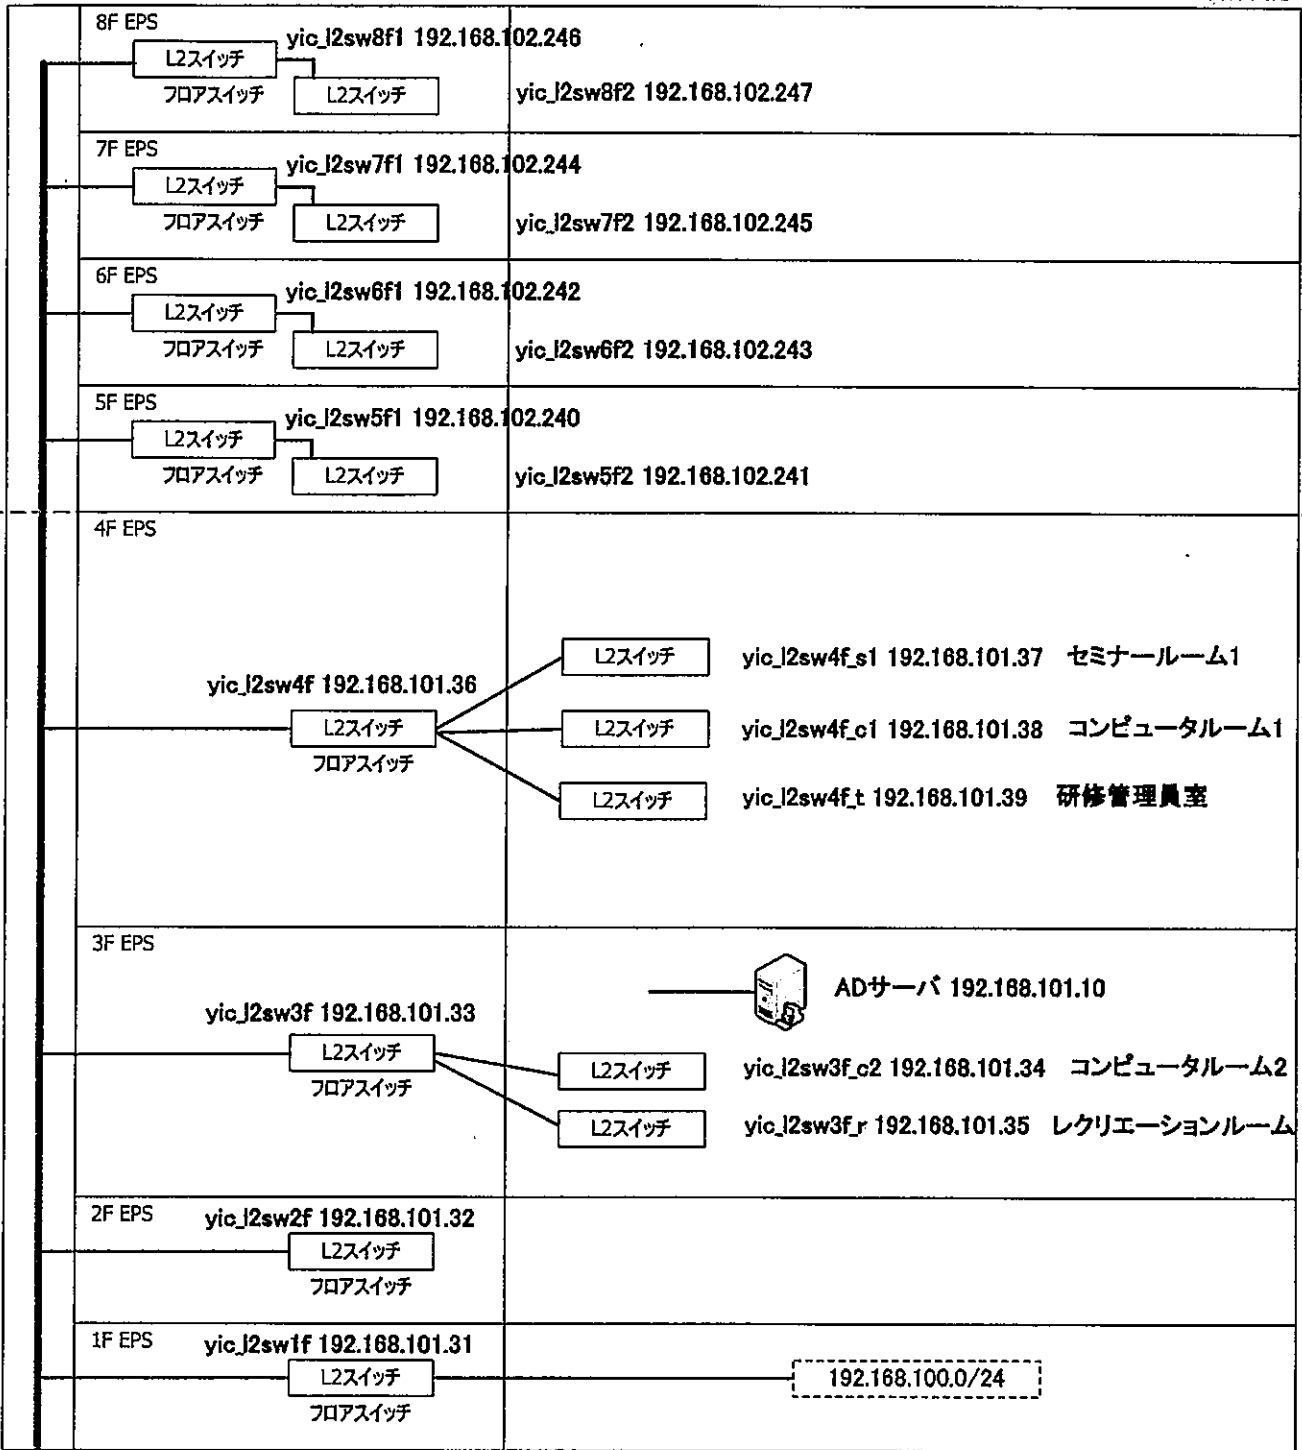 8F EPS
yic_l2sw8f1 192.168.102.246
L2スイッチ
フロアスイッチ
L2スイッチ
yic_l2sw8f2 192.168.102.247
7F EPS
yic_l2sw7f1 192.168.102.244
L2スイッチ
フロアスイッチ
L2スイッチ
yic_l2sw7f2 192.168.102.245
6F EPS
yic_l2sw6f1 192.168.102.242
L2スイッチ
フロアスイッチ
L2スイッチ
yic_l2sw6f2 192.168.102.243
5F EPS
yic_l2sw5f1 192.168.102.240
L2スイッチ
フロアスイッチ
L2スイッチ
yic_l2sw5f2 192.168.102.241
4F EPS
L2スイッチ
yic_l2sw4f_s1 192.168.101.37 セミナールーム1
yic_l2sw4f 192.168.101.36
L2スイッチ
フロアスイッチ
L2スイッチ
yic_l2sw4f_c1 192.168.101.38 コンピュータルーム1
L2スイッチ
yic_l2sw4f_t 192.168.101.39 研修管理員室
3F EPS
ADサーバ 192.168.101.10
yic_l2sw3f 192.168.101.33
L2スイッチ
フロアスイッチ
L2スイッチ
yic_l2sw3f_c2 192.168.101.34 コンピュータルーム2
L2スイッチ
yic_l2sw3f_r 192.168.101.35 レクリエーションルーム
2F EPS
yic_l2sw2f 192.168.101.32
L2スイッチ
フロアスイッチ
1F EPS
yic_l2sw1f 192.168.101.31
L2スイッチ
フロアスイッチ
192.168.100.0/24